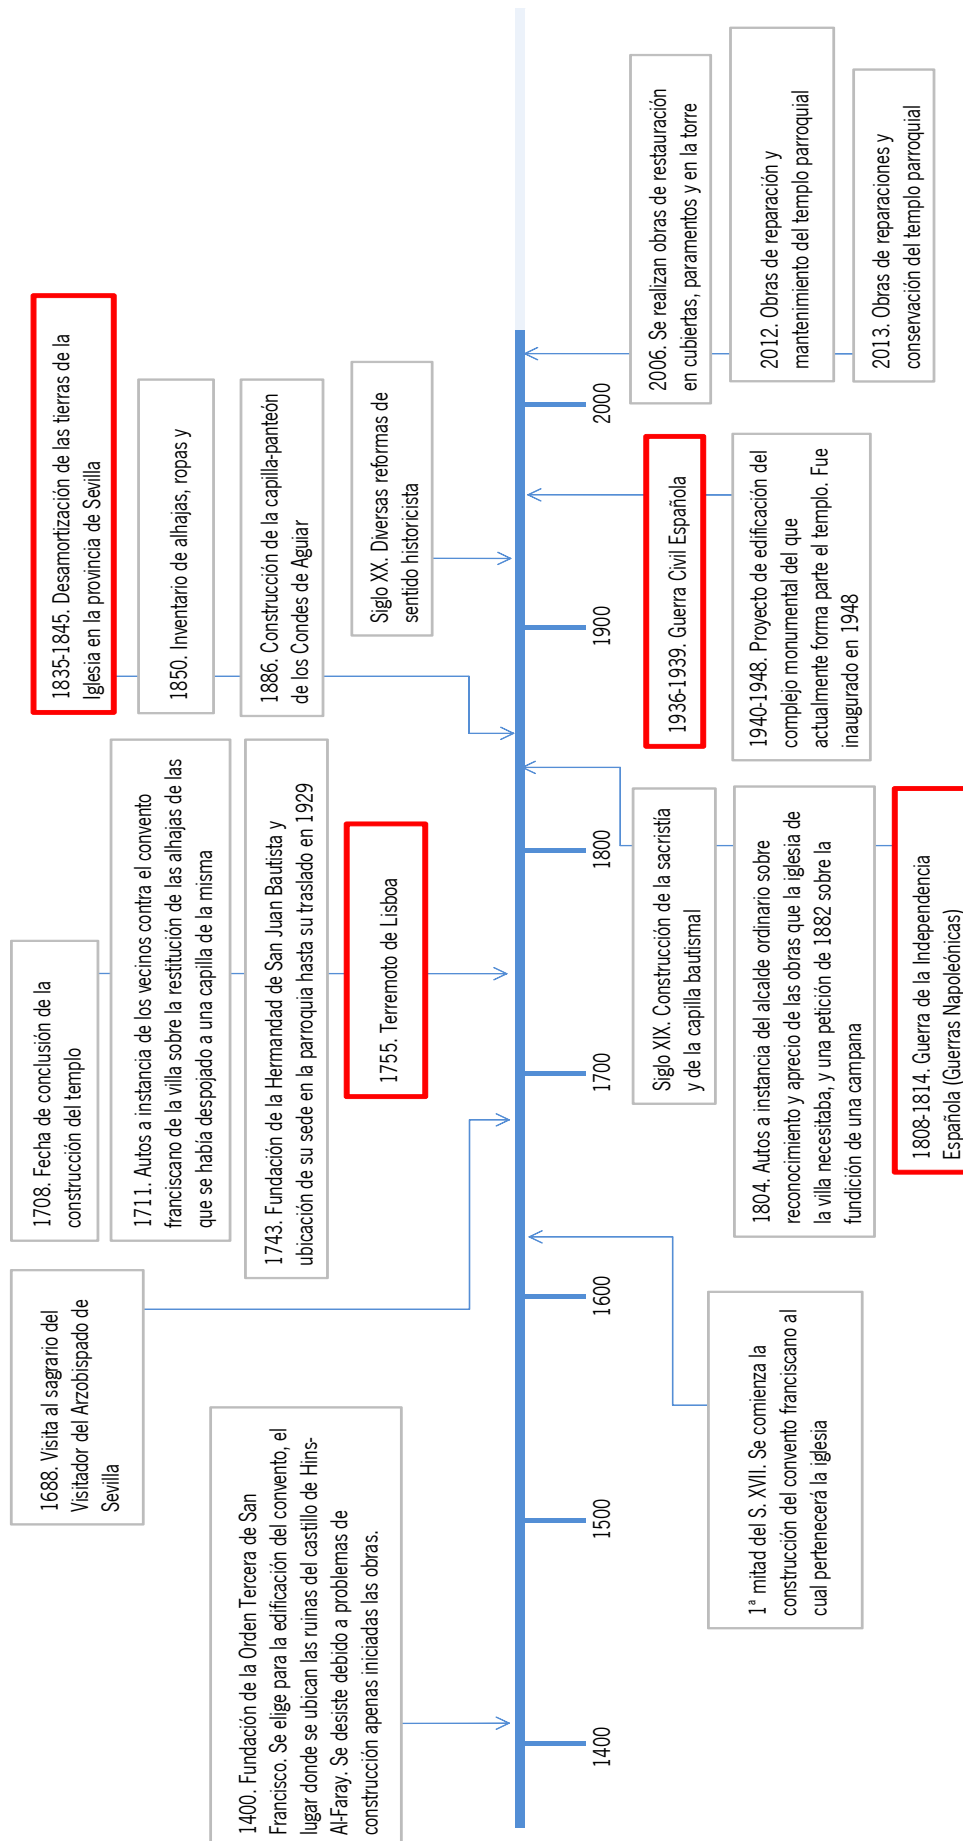 1400. Fundación de la Orden Tercera de San
Francisco. Se elige para la edificación del convento, el
lugar donde se ubican las ruinas del castillo de Hins-
Al-Faray. Se desiste debido a problemas de
construcción apenas iniciadas las obras.
1688. Visita al sagrario del
Visitador del Arzobispado de
Sevilla
1708. Fecha de conclusión de la
construcción del templo
1711. Autos a instancia de los vecinos contra el convento
franciscano de la villa sobre la restitución de las alhajas de las
que se había despojado a una capilla de la misma
1743. Fundación de la Hermandad de San Juan Bautista y
ubicación de su sede en la parroquia hasta su traslado en 1929
1755. Terremoto de Lisboa
1835-1845. Desamortización de las tierras de la
Iglesia en la provincia de Sevilla
1850. Inventario de alhajas, ropas y
1886. Construcción de la capilla-panteón
de los Condes de Aguiar
Siglo XX. Diversas reformas de
sentido historicista
1400
1500
1600
1700
1800
1900
2000
1ª mitad del S. XVII. Se comienza la
construcción del convento franciscano al
cual pertenecerá la iglesia
Siglo XIX. Construcción de la sacristía
y de la capilla bautismal
1804. Autos a instancia del alcalde ordinario sobre
reconocimiento y aprecio de las obras que la iglesia de
la villa necesitaba, y una petición de 1882 sobre la
fundición de una campana
1808-1814. Guerra de la Independencia
Española (Guerras Napoleónicas)
1936-1939. Guerra Civil Española
1940-1948. Proyecto de edificación del
complejo monumental del que
actualmente forma parte el templo. Fue
inaugurado en 1948
2006. Se realizan obras de restauración
en cubiertas, paramentos y en la torre
2012. Obras de reparación y
mantenimiento del templo parroquial
2013. Obras de reparaciones y
conservación del templo parroquial